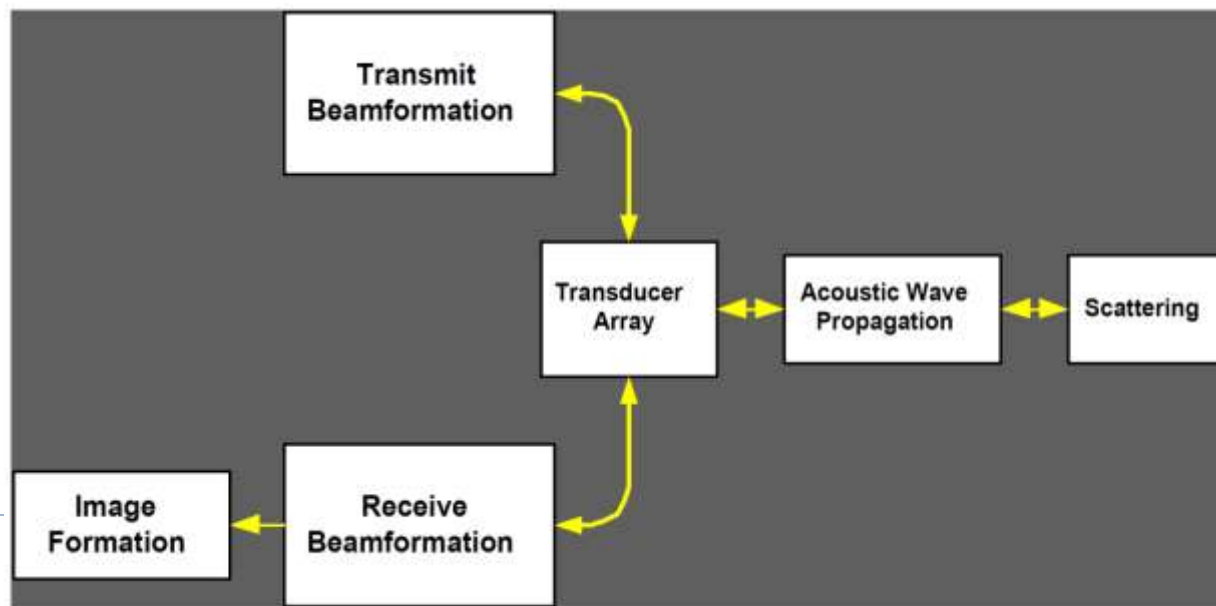 Transmit
Beamformation
Transducer
Array
Acoustic Wave
Propagation
Scattering
Image
Formation
Receive
Beamformation